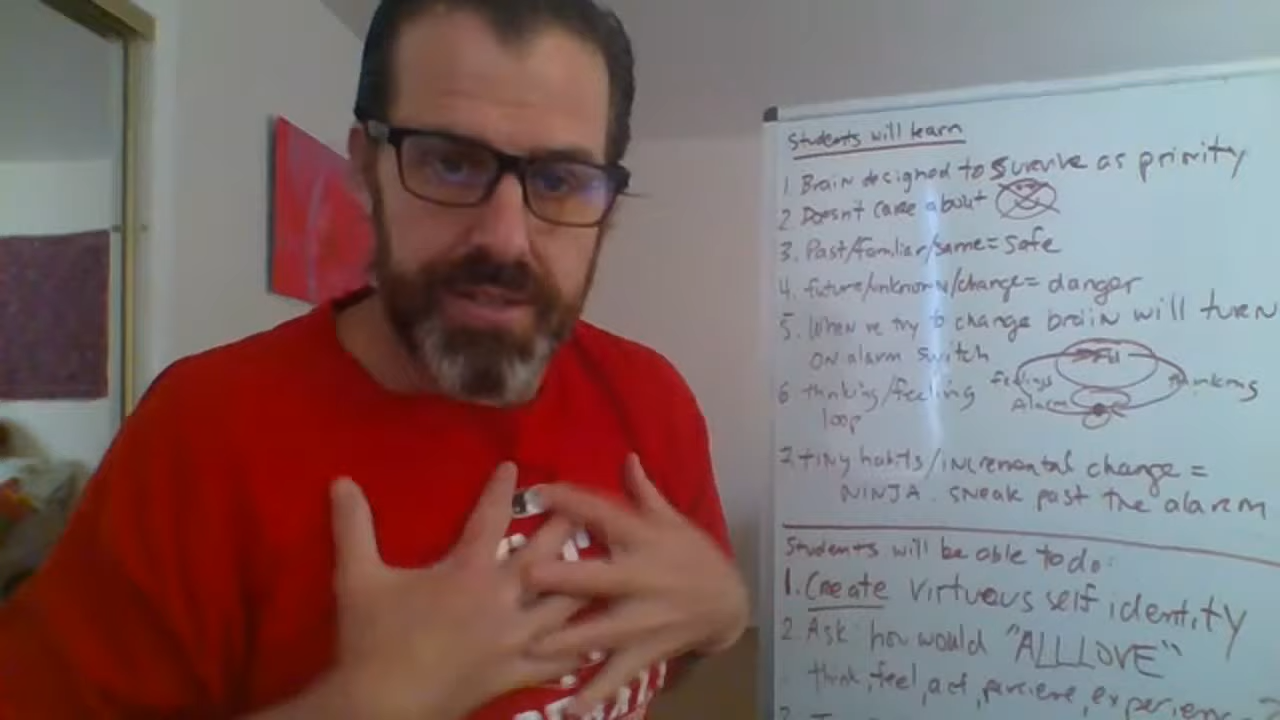 Students will learn
1. Brain designed to survive as priority
2 Doesn't care about
3. Past/familiar/same = safe
4. future/unknown/change = danger
5. When we try to change brain will turn
ON alarm switch
6 thinking/feeling
loop
Feelings
Alarm
thinking
7. tiny habits/incremental change =
NINJA. sneak past the alarm
Students will be able to do:
1. Create virtuous self identity
2. Ask how would "ALLLOVE"
think, feel, act, percieve, experience